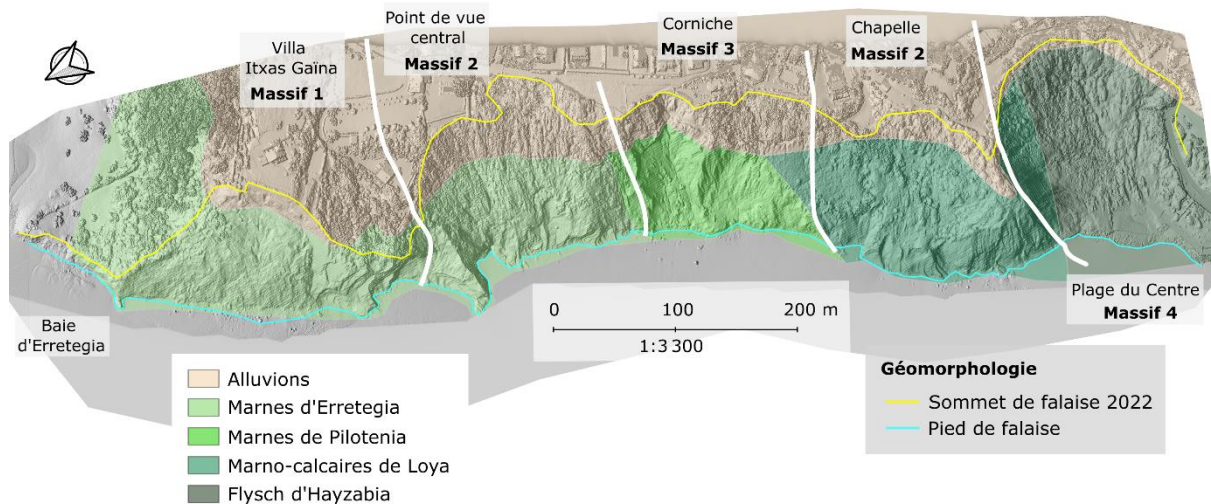 Villa
Itxas Gaïna
Massif 1
Point de vue
central
Massif 2
Corniche
Massif 3
Chapelle
Massif 2
Baie
d'Erretegia
Plage du Centre
Massif 4
0 100 200 m
1:3 300
Alluvions
Marnes d'Erretegia
Marnes de Pilotenia
Marno-calcaires de Loya
Flysch d'Hayzabia
Géomorphologie
Sommet de falaise 2022
Pied de falaise